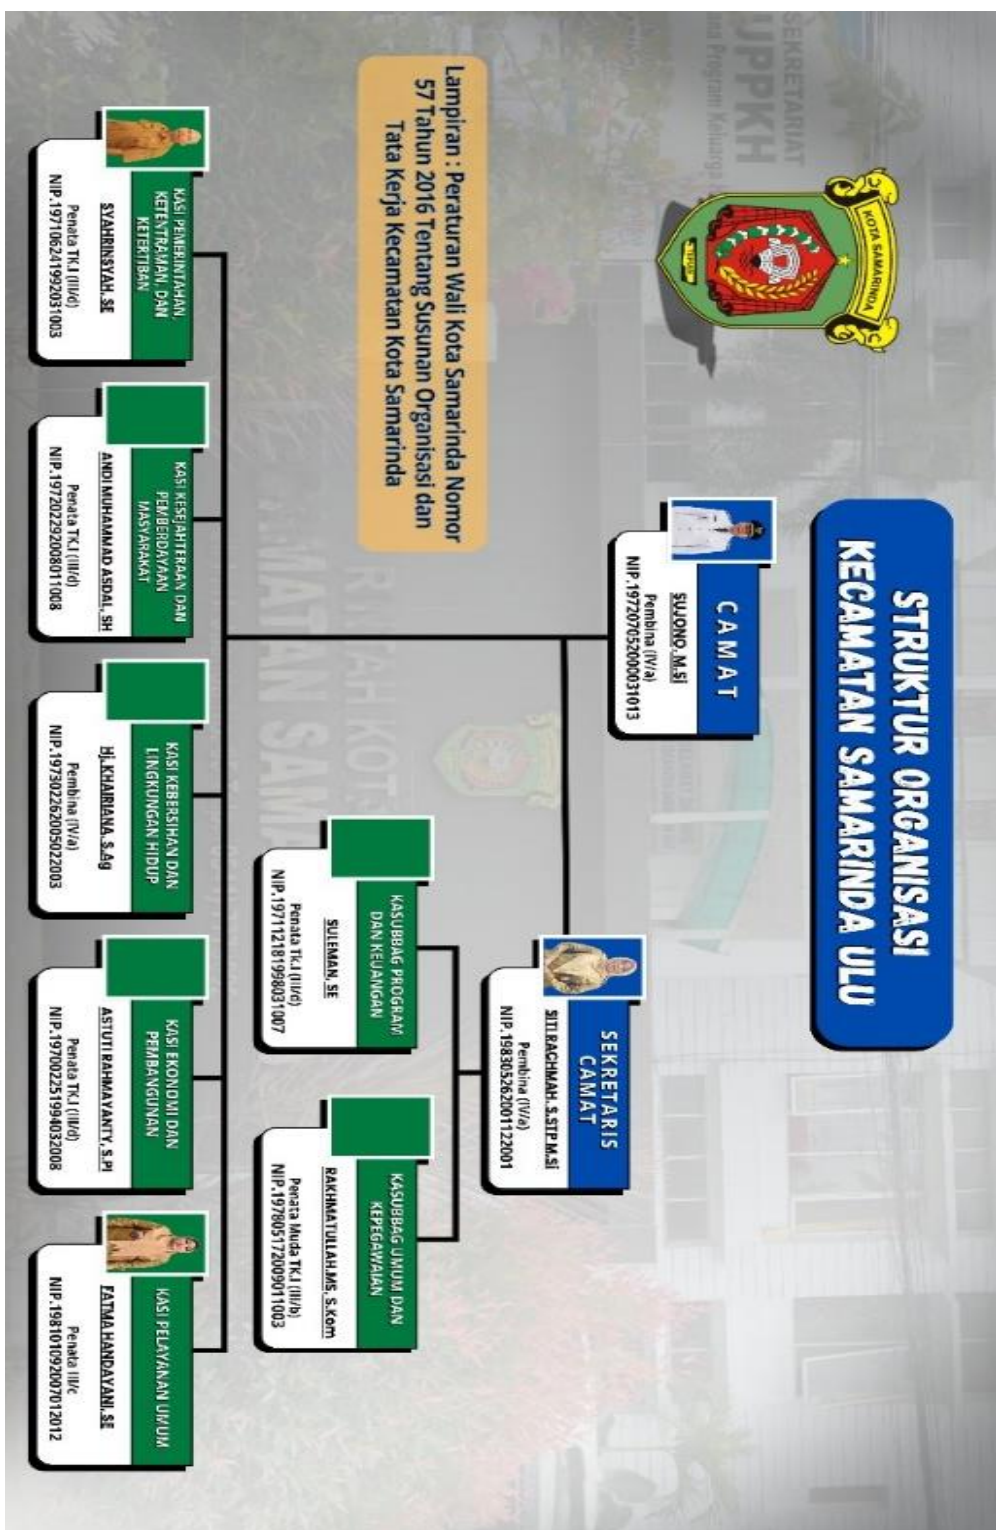 STRUKTUR ORGANISASI
KECAMATAN SAMARINDA ULU
KOTA SAMARINDA
TEPIAN
Lampiran : Peraturan Wali Kota Samarinda Nomor
57 Tahun 2016 Tentang Susunan Organisasi dan
Tata Kerja Kecamatan Kota Samarinda
CAMAT
SUJONO, M.Si
Pembina (IV/a)
NIP.197207052000031013
SEKRETARIS
CAMAT
SITI RACHMAH, S.STP M.Si
Pembina (IV/a)
NIP.198305262001122001
KASUBBAG PROGRAM
DAN KEUANGAN
SULEMAN, SE
Penata Tk.I (III/d)
NIP.197112181998031007
KASUBBAG UMUM DAN
KEPEGAWAIAN
RAKHMATULLAH.MS, S.Kom
Penata Muda TK.I (III/b)
NIP.197805172009011003
KASI PEMERINTAHAN,
KETENTRAMAN, DAN
KETERTIBAN
SYAHRINSYAH, SE
Penata TK.I (III/d)
NIP.197106241992031003
KASI KESEJAHTERAAN DAN
PEMBERDAYAAN
MASYARAKAT
ANDI MUHAMMAD ASDAL, SH
Penata TK.I (III/d)
NIP.197202292008011008
KASI KEBERSIHAN DAN
LINGKUNGAN HIDUP
Hj.KHAIRIANA, S.Ag
Pembina (IV/a)
NIP.197302262005022003
KASI EKONOMI DAN
PEMBANGUNAN
ASTUTI RAHMAYANTY, S.PI
Penata TK.I (III/d)
NIP.197002251994032008
KASI PELAYANAN UMUM
FATMA HANDAYANI, SE
Penata III/c
NIP.198101092007012012
SEKRETARIAT
UPPKH
Program Keluarga